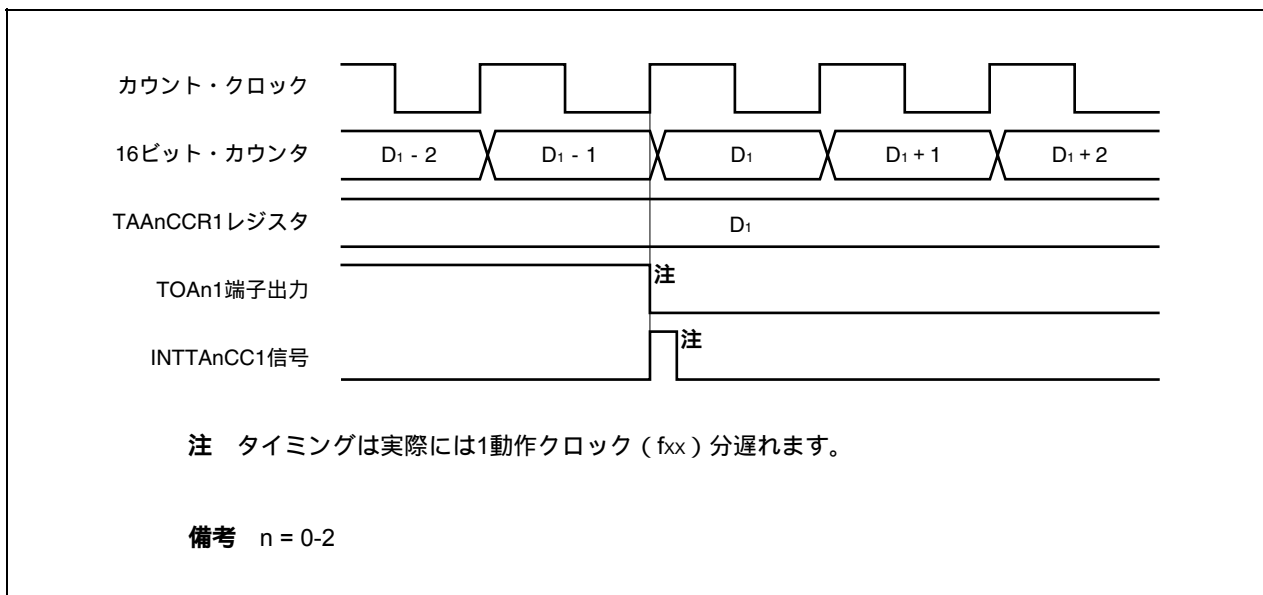 カウント・クロック
16ビット・カウンタ D1 - 2 D1 - 1 D1 D1 + 1 D1 + 2
TAAnCCR1レジスタ D1
TOAn1端子出力 注
INTTAnCC1信号 注
注 タイミングは実際には1動作クロック（fxx）分遅れます。
備考 n = 0-2